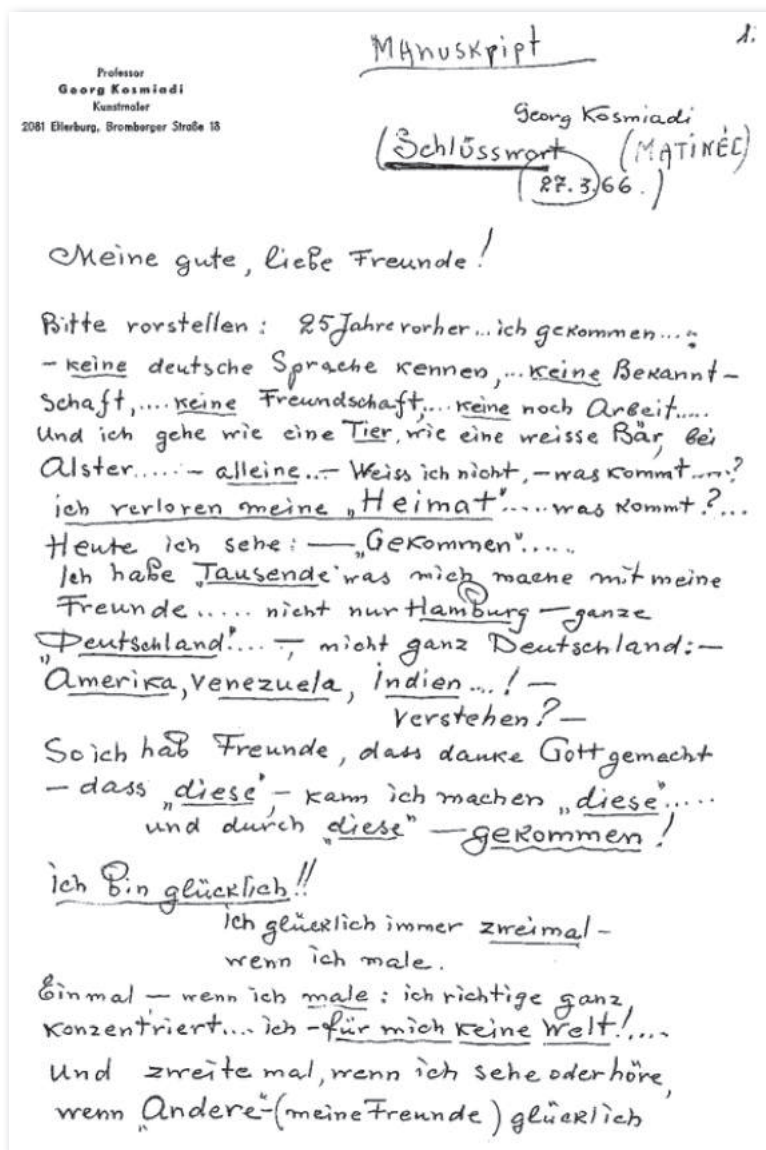 Manuskript
1.
Professor
Georg Kosmiadi
Kunstmaler
2081 Ellerburg, Bromberger Straße 18
Georg Kosmiadi
(Schlüsswort (MATINÉE)
(27.3.66.)
Meine gute, liebe Freunde!
Bitte vorstellen: 25 Jahre vorher... ich gekommen....:
- keine deutsche Sprache kennen,... keine Bekannt-
schaft,.... keine Freundschaft,.... keine noch Arbeit.....
Und ich gehe wie eine Tier, wie eine weisse Bär, bei
Alster.....- alleine...- Weiss ich nicht, - was kommt....?
ich verloren meine „Heimat"..... was kommt?...
Heute ich sehe: — „Gekommen".....
Ich habe „Tausende" was mich mache mit meine
Freunde..... nicht nur Hamburg — ganze
„Deutschland"....—, nicht ganz Deutschland:—
Amerika, Venezuela, Indien...! —
Verstehen? —
So ich hab Freunde, dass danke Gott gemacht
- dass „diese" - kann ich machen „diese".....
und durch „diese" — gekommen!
ich bin glücklich!!
ich glücklich immer zweimal -
wenn ich male.
Einmal — wenn ich male: ich richtige ganz
konzentriert.... ich - für mich keine Welt!....
Und zweite mal, wenn ich sehe oder höre,
wenn „Andere"-(meine Freunde) glücklich